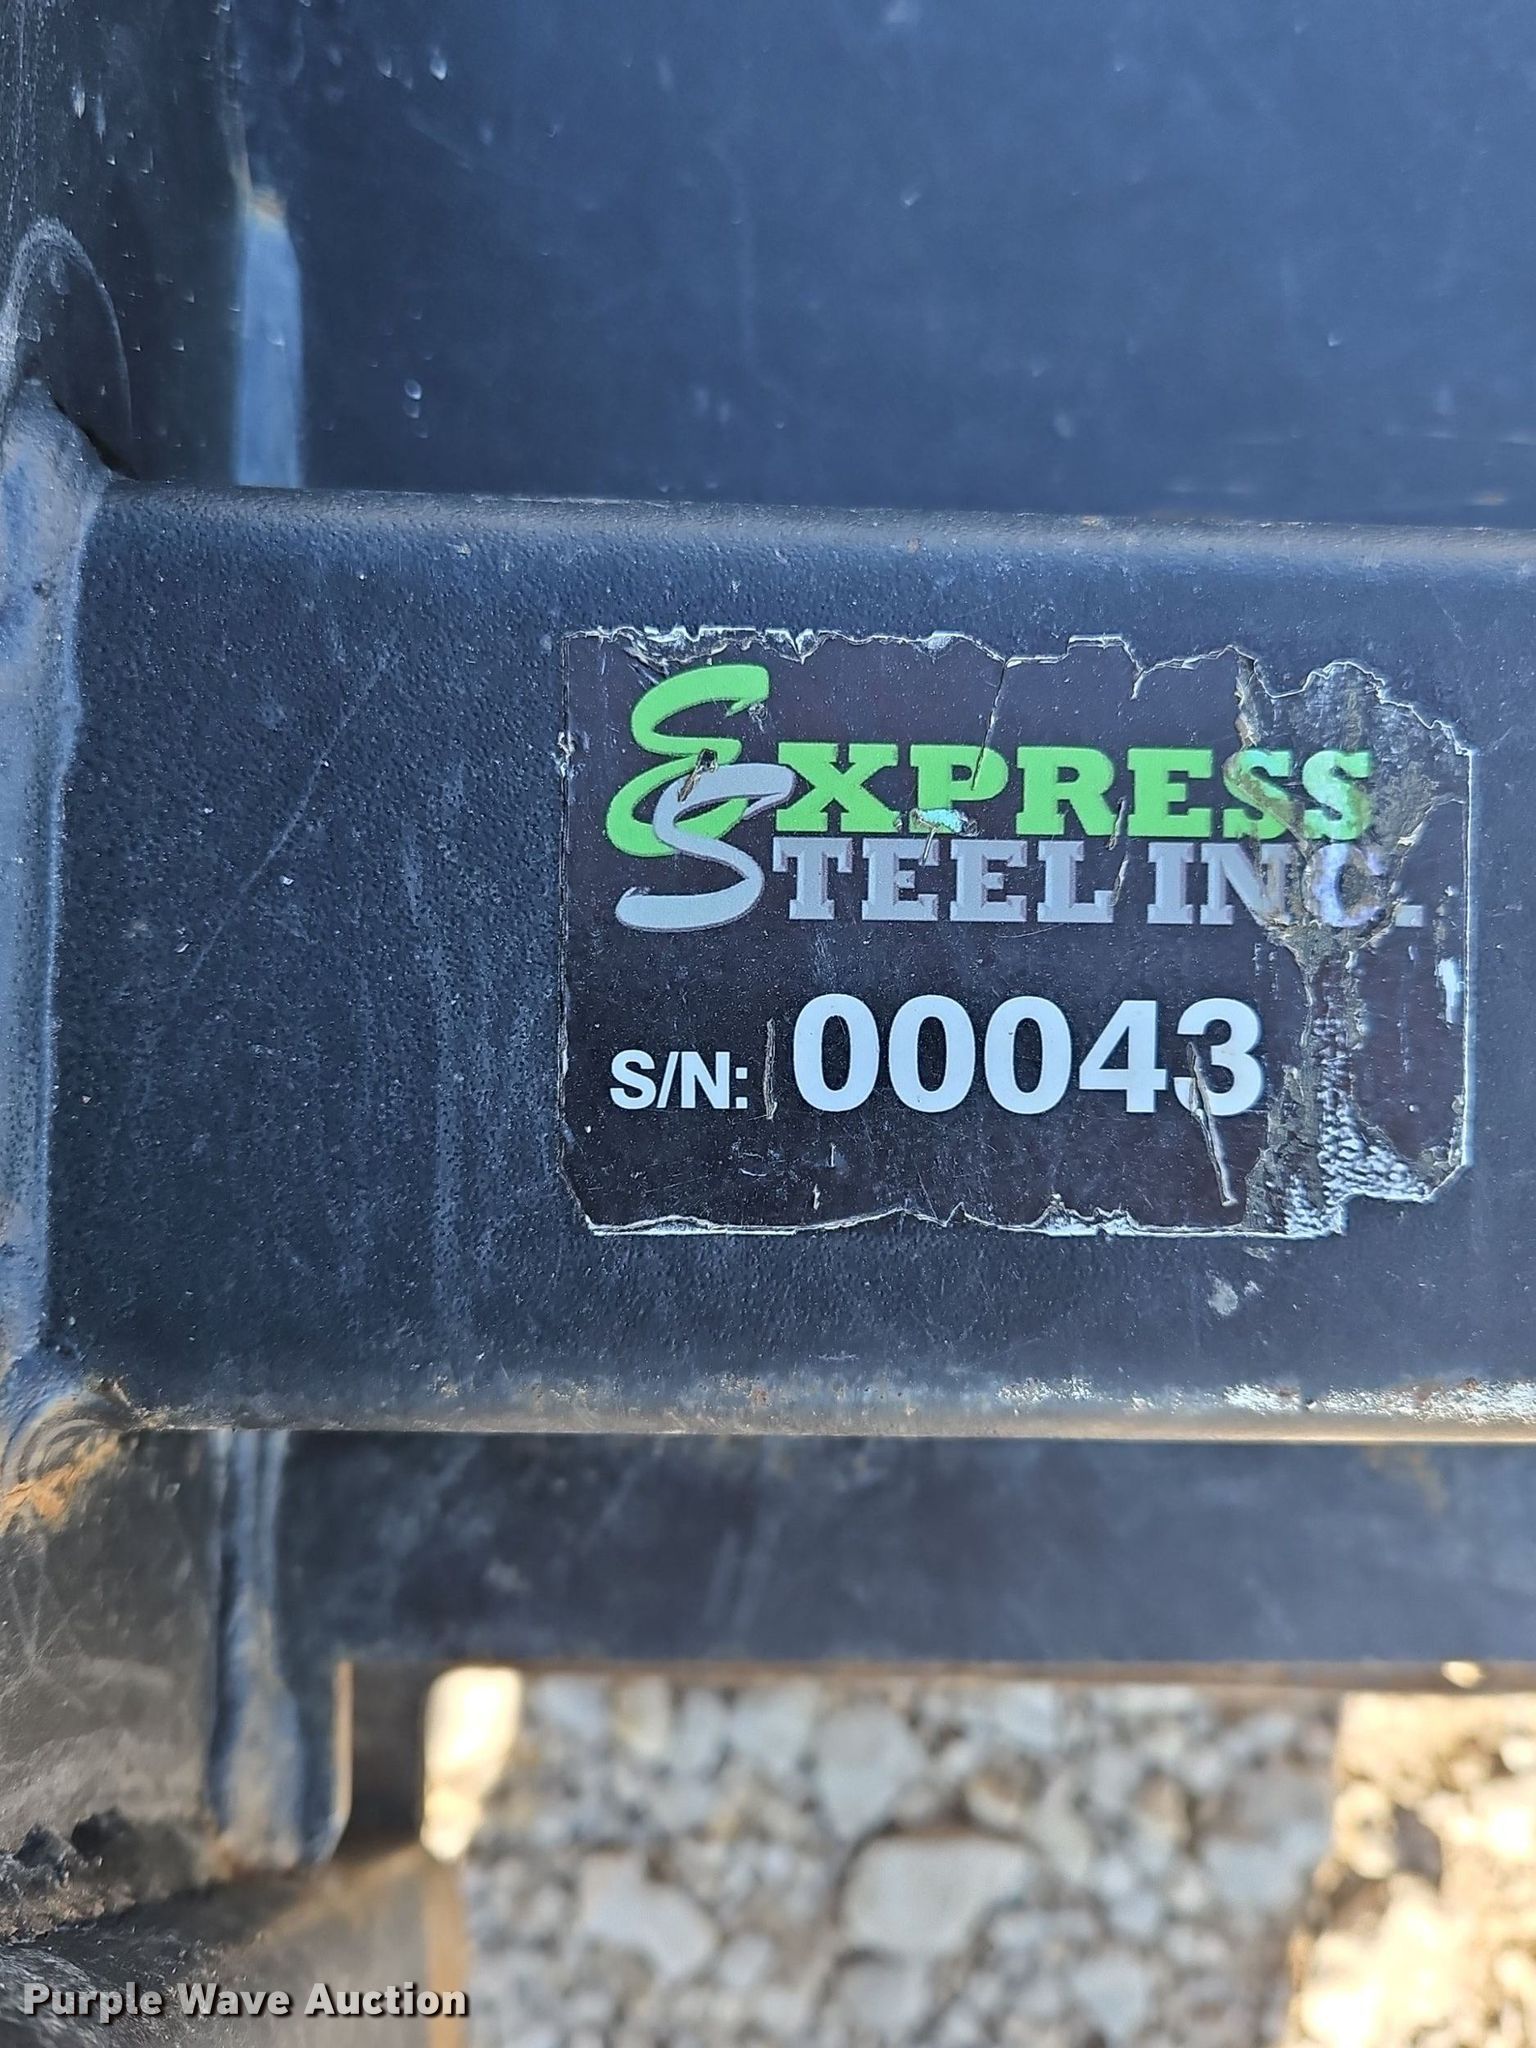 EXPRESS
STEEL INC.
S/N: 00043
Purple Wave Auction